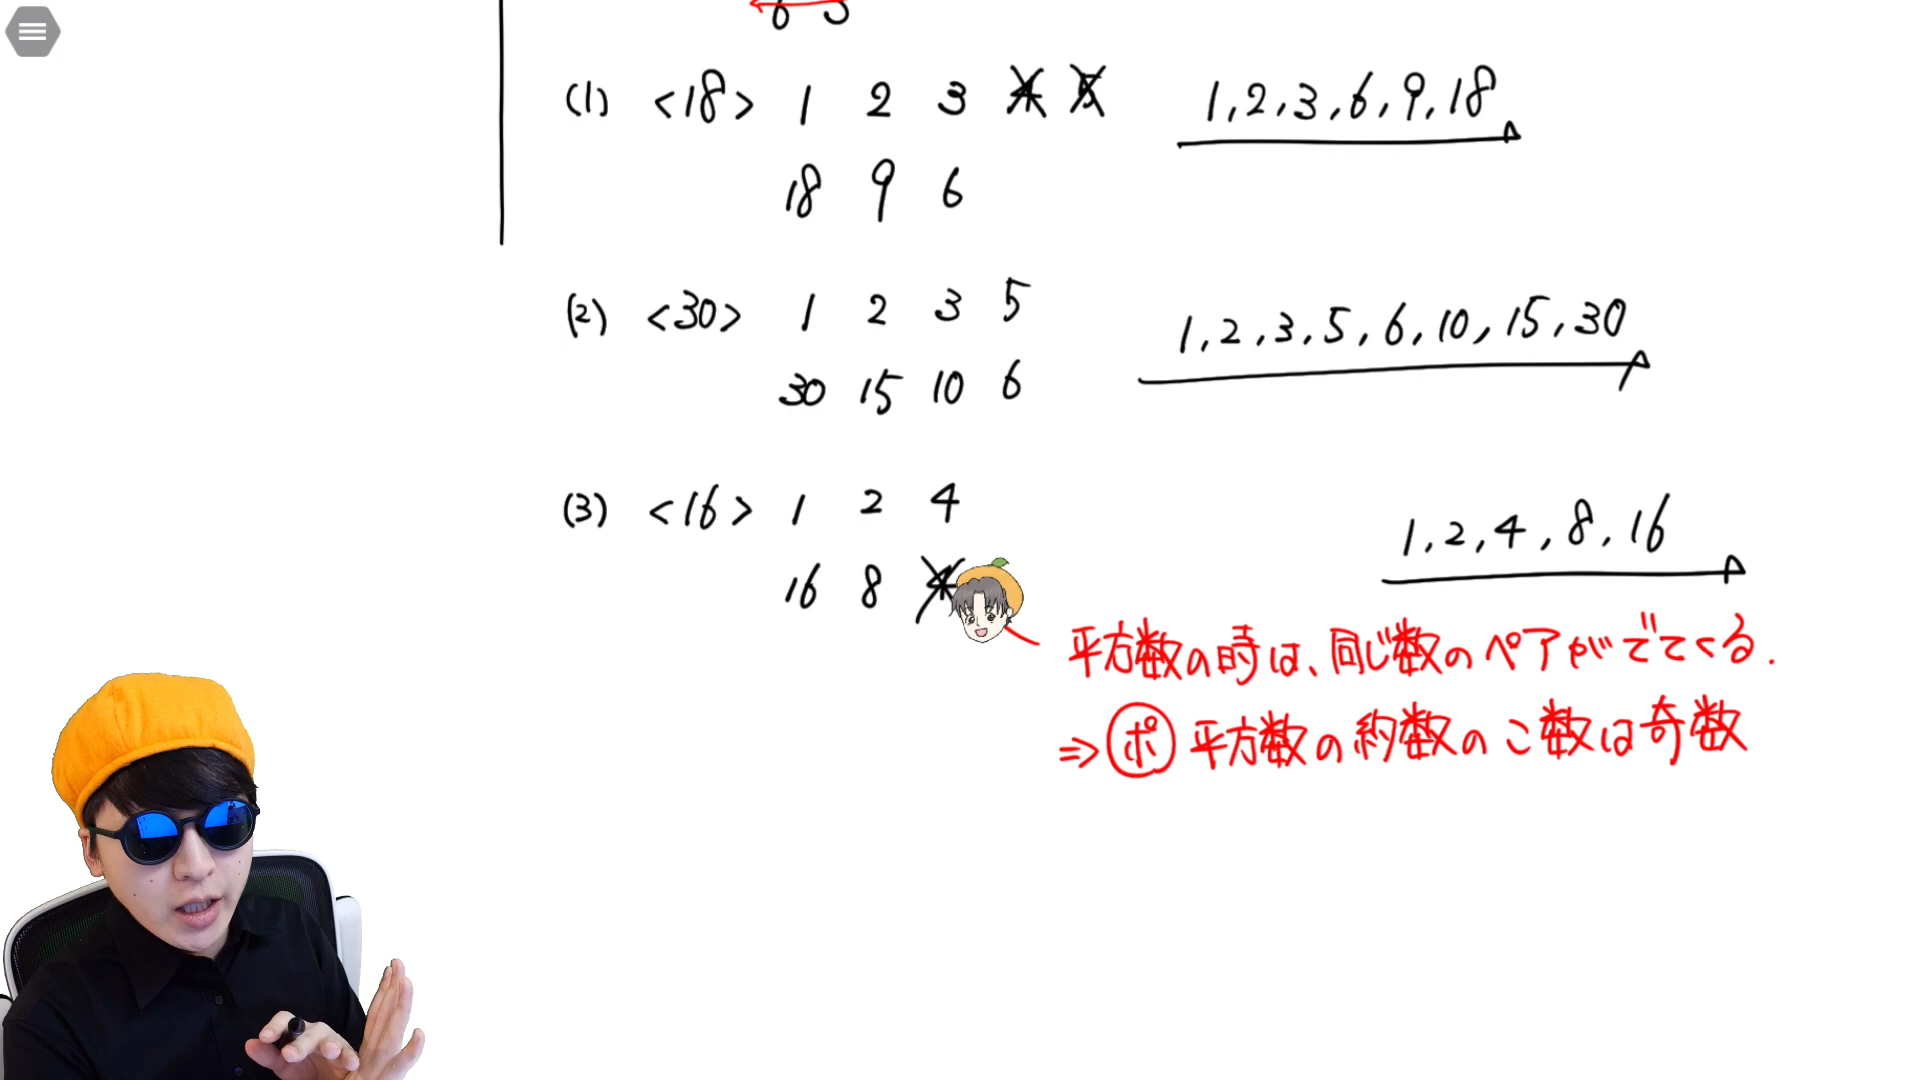 6 3
(1) <18> 1 2 3 4 5 1,2,3,6,9,18
18 9 6
(2) <30> 1 2 3 5 1,2,3,5,6,10,15,30
30 15 10 6
(3) <16> 1 2 4 1,2,4,8,16
16 8 4
平方数の時は、同じ数のペアがでてくる.
⇒ ポ 平方数の約数のこ数は奇数